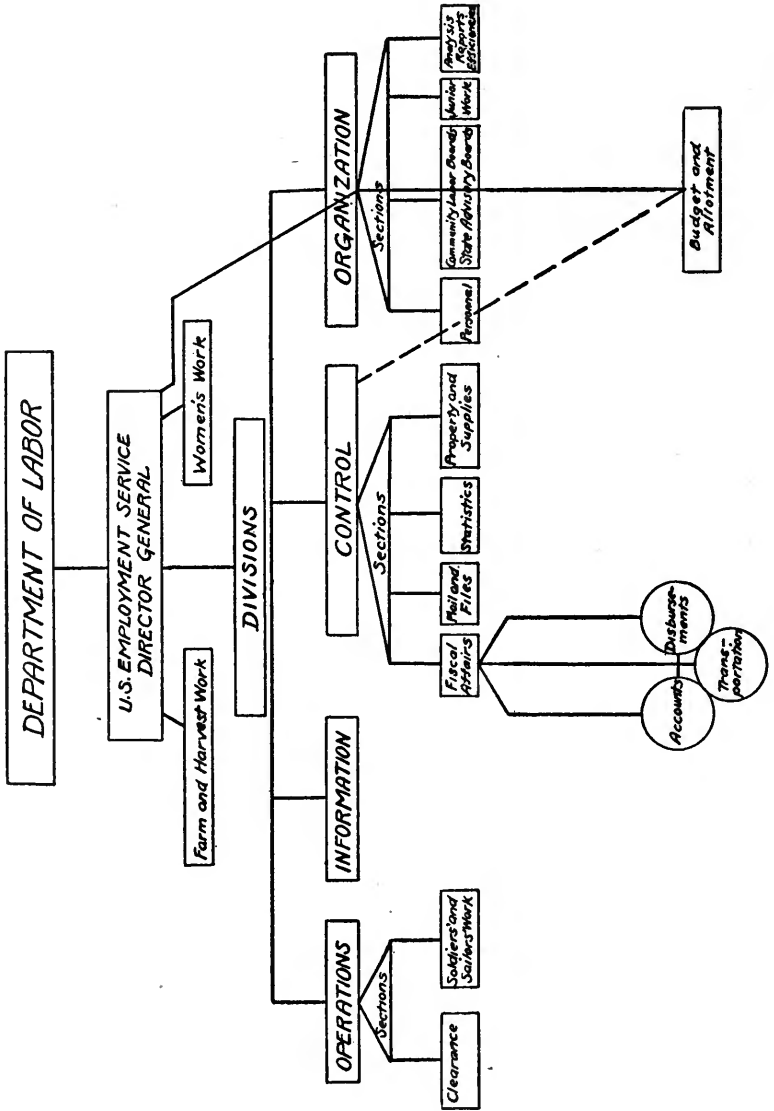 DEPARTMENT OF LABOR
U.S. EMPLOYMENT SERVICE
DIRECTOR GENERAL
Farm and Harvest Work
Women's Work
DIVISIONS
OPERATIONS
INFORMATION
CONTROL
ORGANIZATION
Sections
Sections
Sections
Clearance
Soldiers' and
Sailors' Work
Fiscal
Affairs
Mail and
Files
Statistics
Property and
Supplies
Personnel
Community Labor Boards
State Advisory Boards
Junior
Work
Analysis
Reports
Efficiencies
Accounts
Disburse-
ments
Trans-
portation
Budget and
Allotment